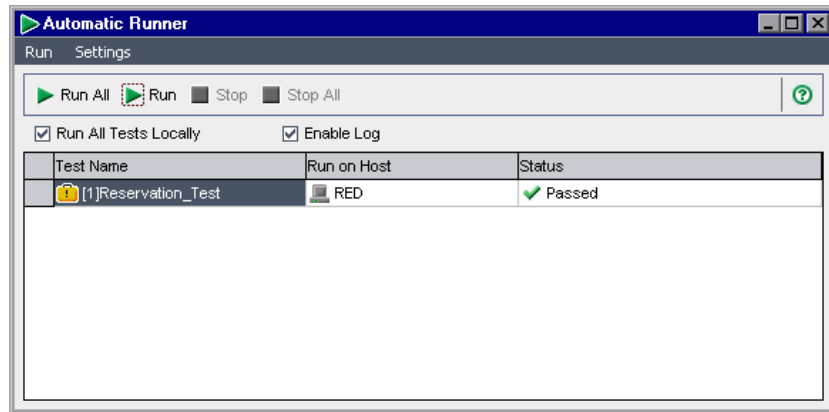 Automatic Runner
Run Settings
Run All Run Stop Stop All
Run All Tests Locally Enable Log
Test Name Run on Host Status
[1]Reservation_Test RED Passed